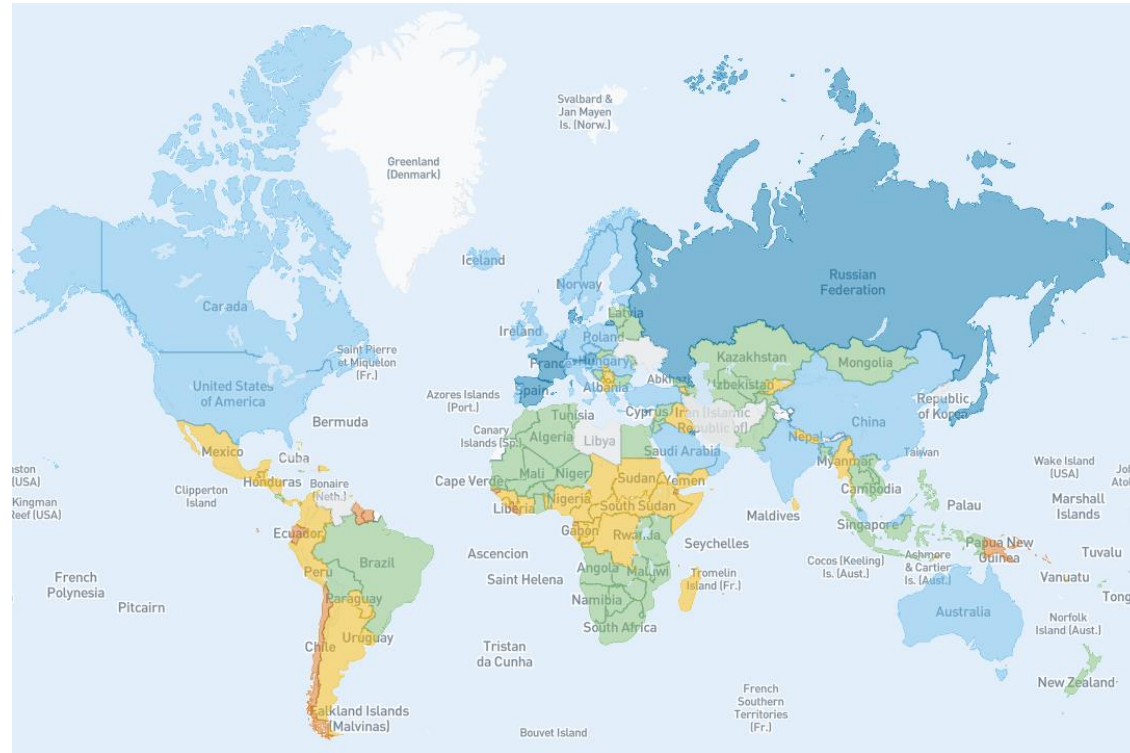 Svalbard &
Jan Mayen
Is. (Norw.)
Greenland
(Denmark)
Iceland
Norway
Russian
Federation
Canada
Ireland
Latvia
Poland
Saint Pierre
et Miquelon
(Fr.)
France
Hungary
Kazakhstan
Mongolia
United States
of America
Azores Islands
(Port.)
Spain
Albania
Uzbekistan
Republic
of Korea
Bermuda
Canary
Islands (Sp.)
Tunisia
Cyprus
Iran (Islamic
Republic of)
China
Algeria
Libya
Saudi Arabia
Nepal
Taiwan
Mexico
Cuba
Myanmar
Wake Island
(USA)
(USA)
Kingman
Reef (USA)
Clipperton
Island
Honduras
Bonaire
(Neth.)
Cape Verde
Mali
Niger
Sudan
Yemen
Cambodia
Palau
Marshall
Islands
Liberia
Nigeria
South Sudan
Maldives
Singapore
Ecuador
Gabon
Rwanda
Seychelles
Papua New
Guinea
Tuvalu
Peru
Brazil
Ascension
Angola
Malawi
Cocos (Keeling)
Is. (Aust.)
Ashmore
& Cartier
Is. (Aust.)
French
Polynesia
Pitcairn
Saint Helena
Tromelin
Island (Fr.)
Vanuatu
Paraguay
Namibia
Australia
Norfolk
Island (Aust.)
Chile
Uruguay
South Africa
Tristan
da Cunha
New Zealand
Falkland Islands
(Malvinas)
French
Southern
Territories
(Fr.)
Bouvet Island